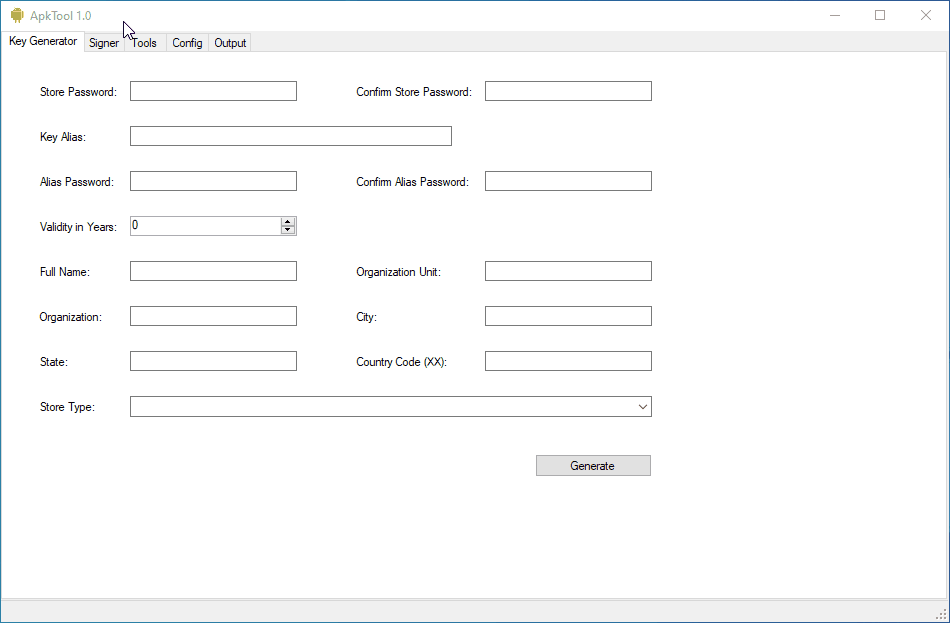 ApkTool 1.0
Key Generator Signer Tools Config Output
Store Password: Confirm Store Password:
Key Alias:
Alias Password: Confirm Alias Password:
Validity in Years: 0
Full Name: Organization Unit:
Organization: City:
State: Country Code (XX):
Store Type:
Generate